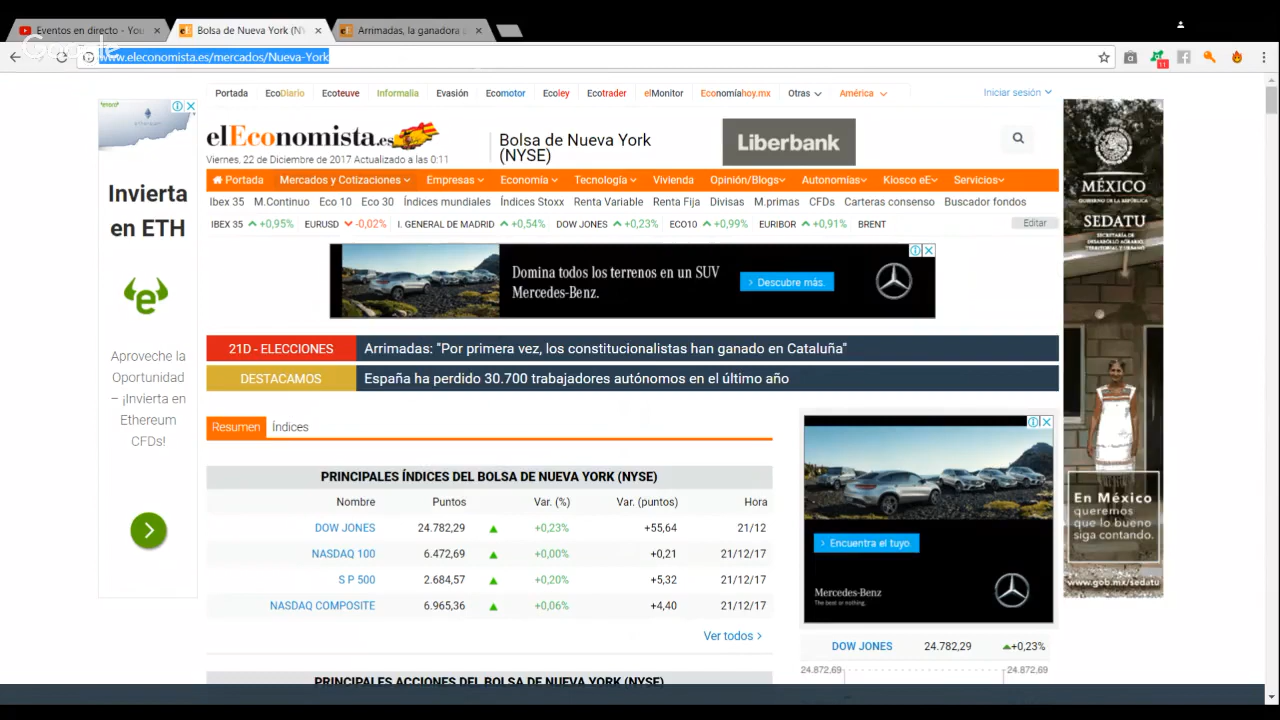 Eventos en directo - You
Bolsa de Nueva York (NY
Arrimadas, la ganadora
Google
www.eleconomista.es/mercados/Nueva-York
11
Portada EcoDiario Ecoteuve Informalia Evasión Ecomotor Ecoley Ecotrader elMonitor Economíahoy.mx Otras América Iniciar sesión
elEconomista.es
Viernes, 22 de Diciembre de 2017 Actualizado a las 0:11
Bolsa de Nueva York
(NYSE)
Liberbank
Portada Mercados y Cotizaciones Empresas Economía Tecnología Vivienda Opinión/Blogs Autonomías Kiosco eE Servicios
Ibex 35 M.Continuo Eco 10 Eco 30 Índices mundiales Índices Stoxx Renta Variable Renta Fija Divisas M.primas CFDs Carteras consenso Buscador fondos
IBEX 35 +0,95% EURUSD -0,02% I. GENERAL DE MADRID +0,54% DOW JONES +0,23% ECO10 +0,99% EURIBOR +0,91% BRENT Editar
Invierta
en ETH
Aproveche la
Oportunidad
– ¡Invierta en
Ethereum
CFDs!
Domina todos los terrenos en un SUV
Mercedes-Benz.
Descubre más.
21D - ELECCIONES Arrimadas: "Por primera vez, los constitucionalistas han ganado en Cataluña"
DESTACAMOS España ha perdido 30.700 trabajadores autónomos en el último año
Resumen Índices
PRINCIPALES ÍNDICES DEL BOLSA DE NUEVA YORK (NYSE)
Nombre Puntos Var. (%) Var. (puntos) Hora
DOW JONES 24.782,29 +0,23% +55,64 21/12
NASDAQ 100 6.472,69 +0,00% +0,21 21/12/17
S P 500 2.684,57 +0,20% +5,32 21/12/17
NASDAQ COMPOSITE 6.965,36 +0,06% +4,40 21/12/17
Ver todos >
PRINCIPALES ACCIONES DEL BOLSA DE NUEVA YORK (NYSE)
Encuentra el tuyo.
Mercedes-Benz
The best or nothing.
DOW JONES 24.782,29 +0,23%
24.872,69 24.872,69
MÉXICO
SEDATU
SECRETARÍA DE
DESARROLLO AGRARIO,
TERRITORIAL Y URBANO
En México
queremos
que lo bueno
siga contando.
www.gob.mx/sedatu